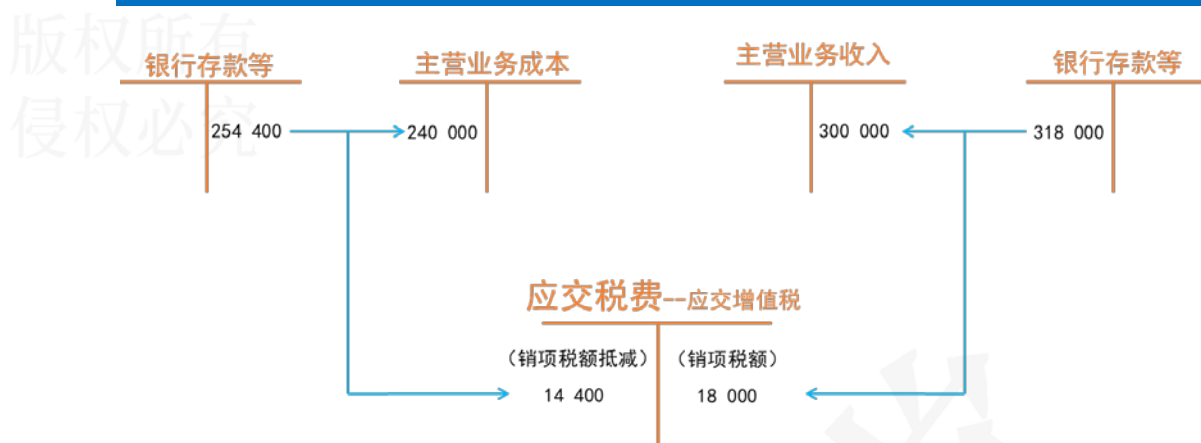 版权所有
侵权必究
银行存款等
主营业务成本
主营业务收入
银行存款等
254 400
240 000
300 000
318 000
应交税费--应交增值税
（销项税额抵减）
（销项税额）
14 400
18 000